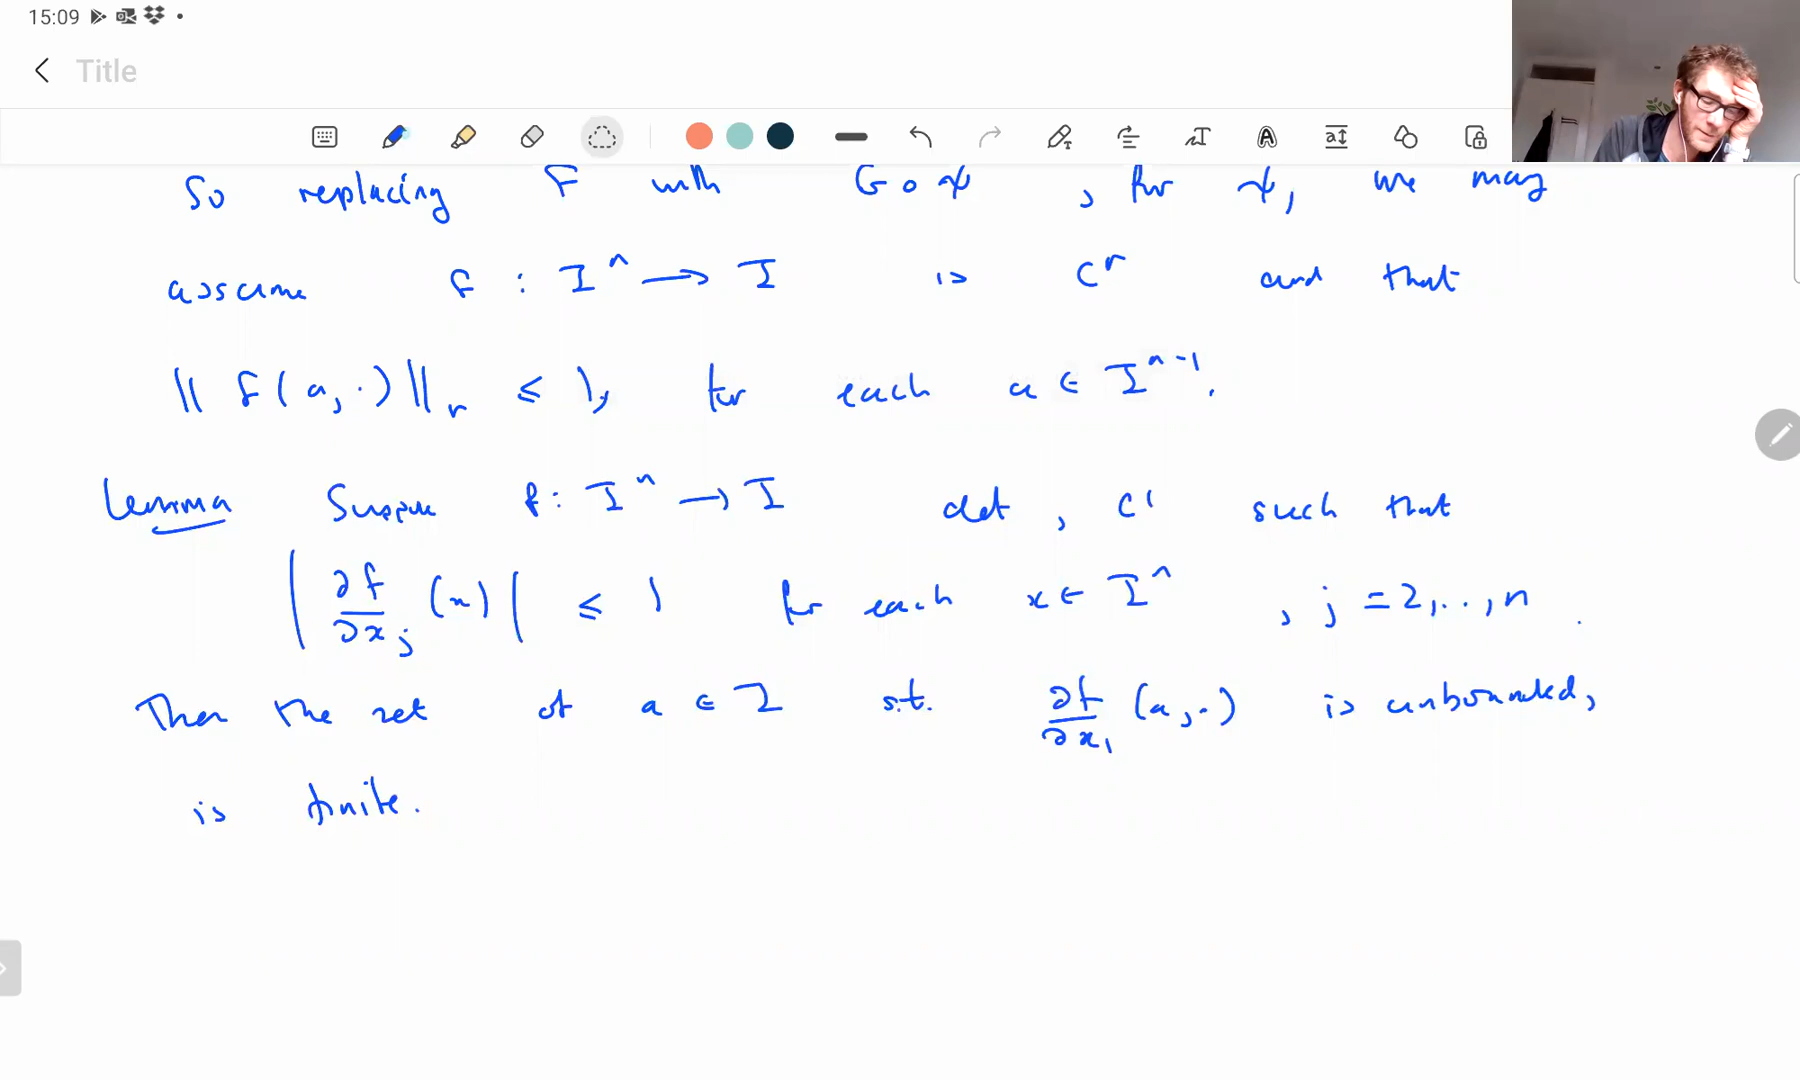 15:09
Title
So replacing F with G ∘ ψ , for ψ, we may
assume f : I^n → I is C^r and that
|| f(a, ·) ||_r ≤ 1, for each a ∈ I^{n-1}.
Lemma Suppose f : I^n → I def , C^1 such that
| ∂f/∂x_j (x) | ≤ 1 for each x ∈ I^n , j = 2, .., n .
Then the set of a ∈ I s.t. ∂f/∂x_1 (a, ·) is unbounded,
is finite.